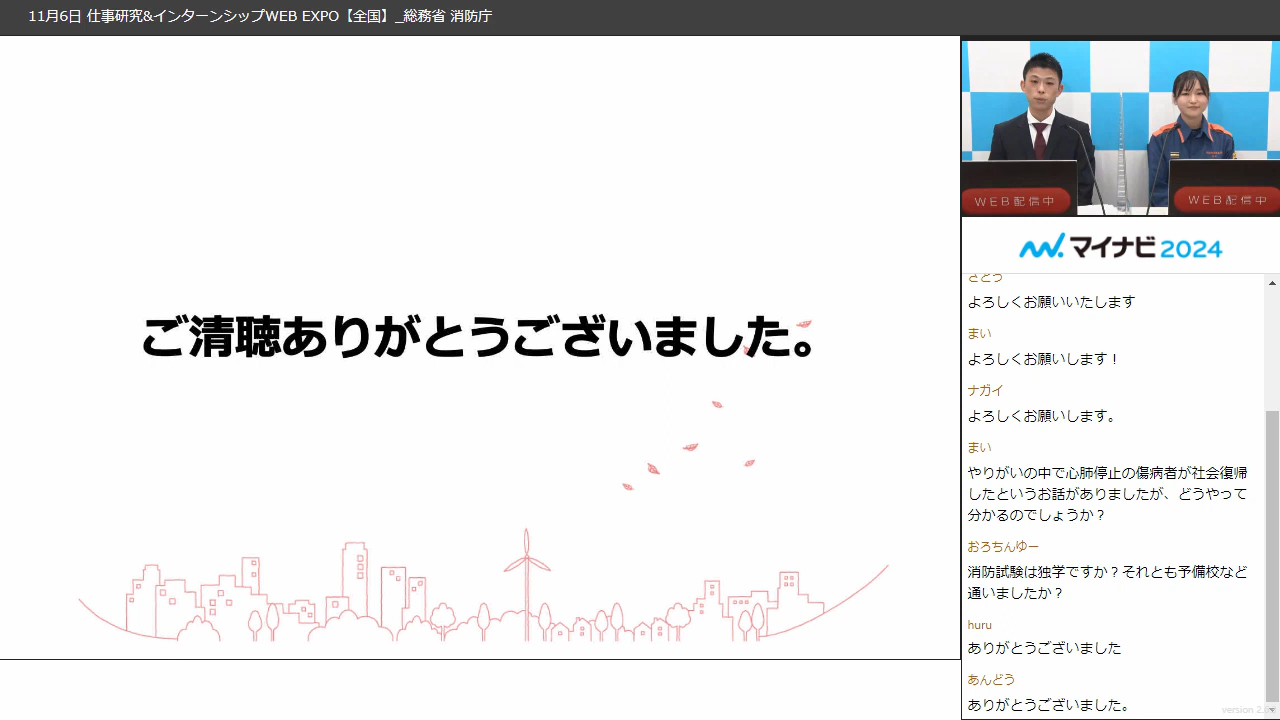 11月6日 仕事研究&インターンシップWEB EXPO【全国】_総務省 消防庁
ご清聴ありがとうございました。
WEB配信中
WEB配信中
マイナビ2024
さとう
よろしくお願いいたします
まい
よろしくお願いします！
ナガイ
よろしくお願いします。
まい
やりがいの中で心肺停止の傷病者が社会復帰
したというお話がありましたが、どうやって
分かるのでしょうか？
おろちんゆー
消防試験は独学ですか？それとも予備校など
通いましたか？
huru
ありがとうございました
あんどう
ありがとうございました。